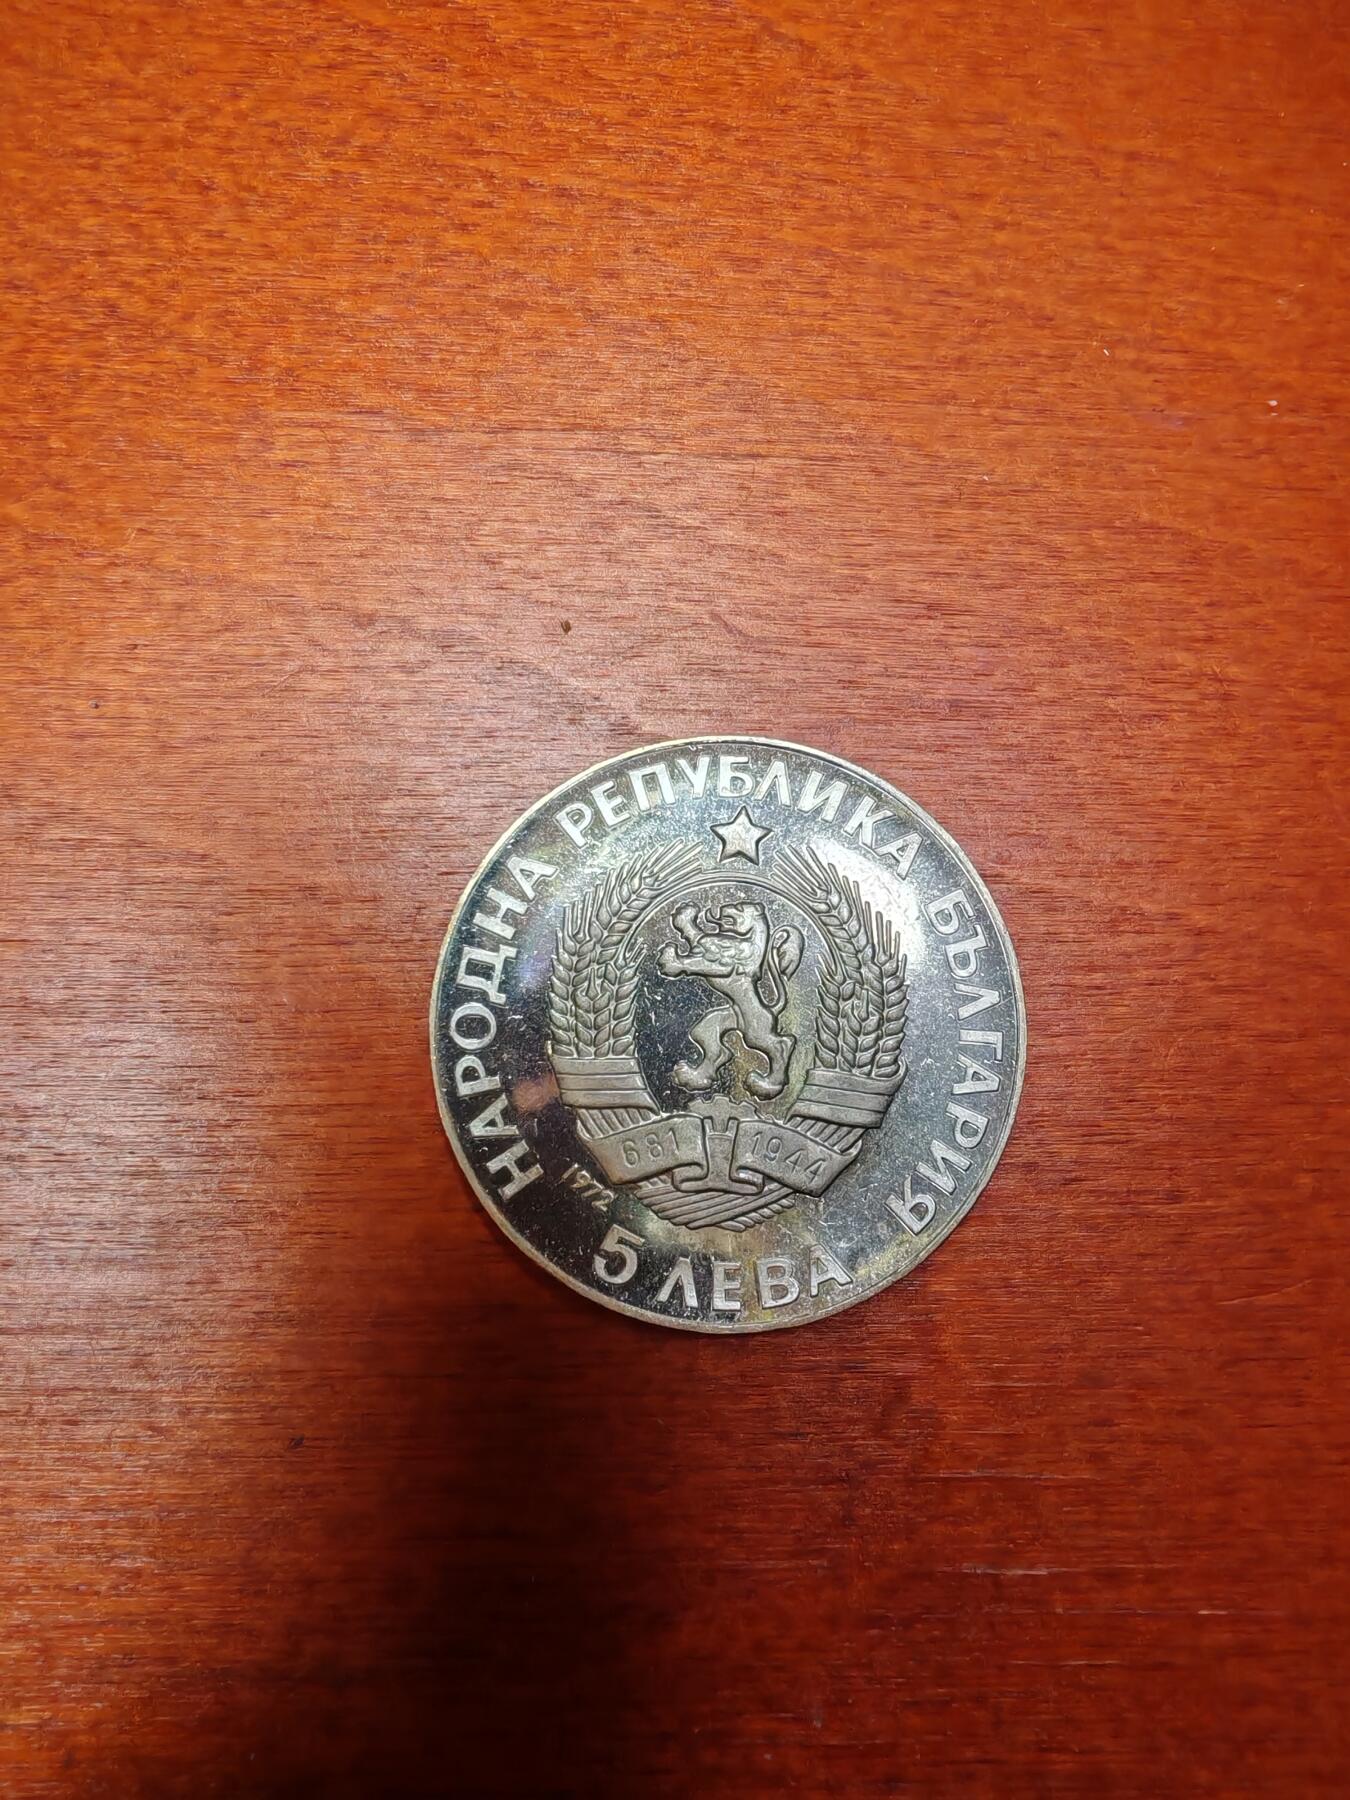 НАРОДНА РЕПУБЛИКА БЪЛГАРИЯ
681 1944
1972
5 ЛЕВА